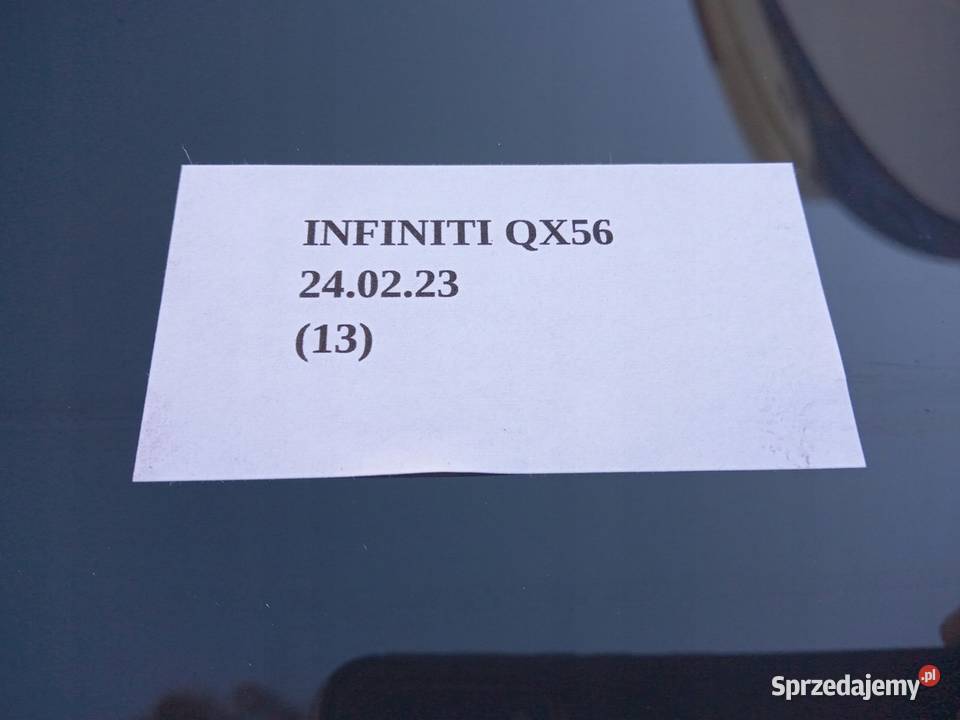 INFINITI QX56
24.02.23
(13)
Sprzedajemy.pl